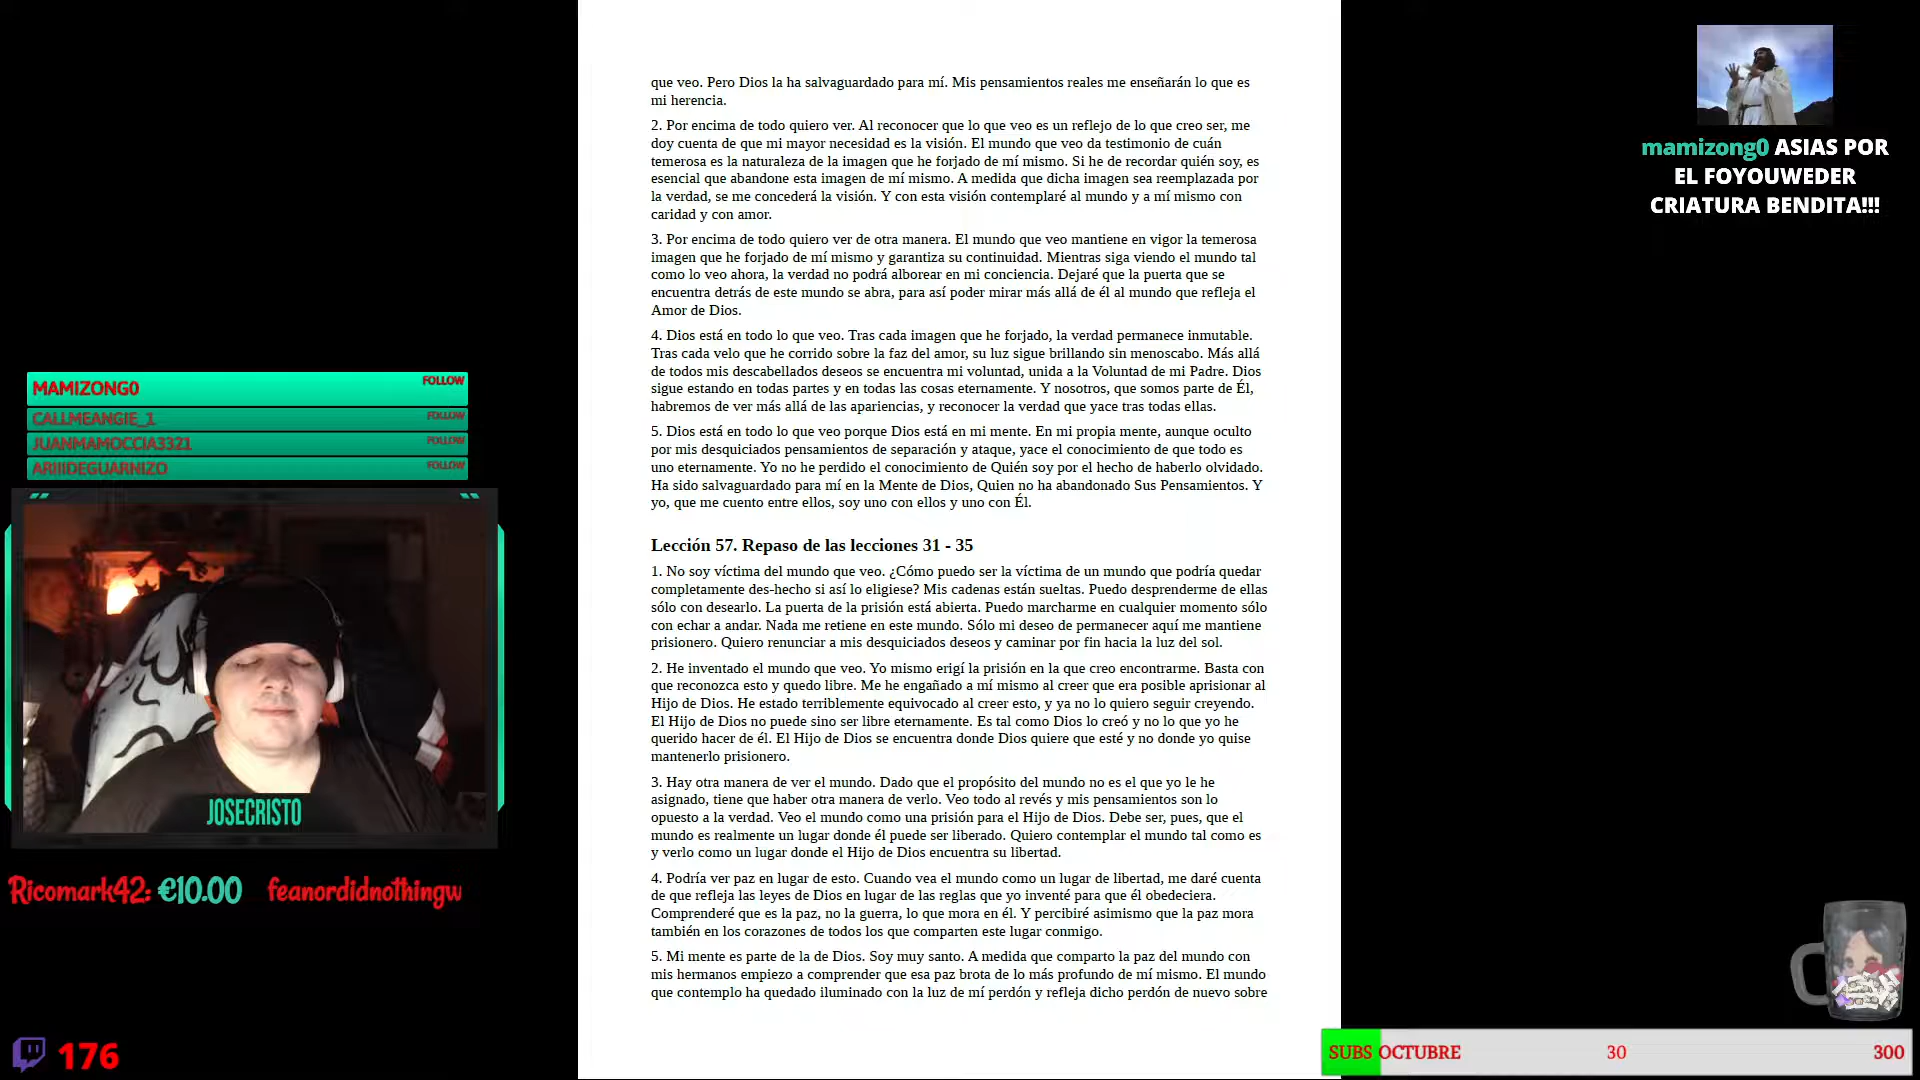 que veo. Pero Dios la ha salvaguardado para mí. Mis pensamientos reales me enseñarán lo que es
mi herencia.
2. Por encima de todo quiero ver. Al reconocer que lo que veo es un reflejo de lo que creo ser, me
doy cuenta de que mi mayor necesidad es la visión. El mundo que veo da testimonio de cuán
temerosa es la naturaleza de la imagen que he forjado de mí mismo. Si he de recordar quién soy, es
esencial que abandone esta imagen de mí mismo. A medida que dicha imagen sea reemplazada por
la verdad, se me concederá la visión. Y con esta visión contemplaré al mundo y a mí mismo con
caridad y con amor.
3. Por encima de todo quiero ver de otra manera. El mundo que veo mantiene en vigor la temerosa
imagen que he forjado de mí mismo y garantiza su continuidad. Mientras siga viendo el mundo tal
como lo veo ahora, la verdad no podrá alborear en mi conciencia. Dejaré que la puerta que se
encuentra detrás de este mundo se abra, para así poder mirar más allá de él al mundo que refleja el
Amor de Dios.
4. Dios está en todo lo que veo. Tras cada imagen que he forjado, la verdad permanece inmutable.
Tras cada velo que he corrido sobre la faz del amor, su luz sigue brillando sin menoscabo. Más allá
de todos mis descabellados deseos se encuentra mi voluntad, unida a la Voluntad de mi Padre. Dios
sigue estando en todas partes y en todas las cosas eternamente. Y nosotros, que somos parte de Él,
habremos de ver más allá de las apariencias, y reconocer la verdad que yace tras todas ellas.
5. Dios está en todo lo que veo porque Dios está en mi mente. En mi propia mente, aunque oculto
por mis desquiciados pensamientos de separación y ataque, yace el conocimiento de que todo es
uno eternamente. Yo no he perdido el conocimiento de Quién soy por el hecho de haberlo olvidado.
Ha sido salvaguardado para mí en la Mente de Dios, Quien no ha abandonado Sus Pensamientos. Y
yo, que me cuento entre ellos, soy uno con ellos y uno con Él.
Lección 57. Repaso de las lecciones 31 - 35
1. No soy víctima del mundo que veo. ¿Cómo puedo ser la víctima de un mundo que podría quedar
completamente des-hecho si así lo eligiese? Mis cadenas están sueltas. Puedo desprenderme de ellas
sólo con desearlo. La puerta de la prisión está abierta. Puedo marcharme en cualquier momento sólo
con echar a andar. Nada me retiene en este mundo. Sólo mi deseo de permanecer aquí me mantiene
prisionero. Quiero renunciar a mis desquiciados deseos y caminar por fin hacia la luz del sol.
2. He inventado el mundo que veo. Yo mismo erigí la prisión en la que creo encontrarme. Basta con
que reconozca esto y quedo libre. Me he engañado a mí mismo al creer que era posible aprisionar al
Hijo de Dios. He estado terriblemente equivocado al creer esto, y ya no lo quiero seguir creyendo.
El Hijo de Dios no puede sino ser libre eternamente. Es tal como Dios lo creó y no lo que yo he
querido hacer de él. El Hijo de Dios se encuentra donde Dios quiere que esté y no donde yo quise
mantenerlo prisionero.
3. Hay otra manera de ver el mundo. Dado que el propósito del mundo no es el que yo le he
asignado, tiene que haber otra manera de verlo. Veo todo al revés y mis pensamientos son lo
opuesto a la verdad. Veo el mundo como una prisión para el Hijo de Dios. Debe ser, pues, que el
mundo es realmente un lugar donde él puede ser liberado. Quiero contemplar el mundo tal como es
y verlo como un lugar donde el Hijo de Dios encuentra su libertad.
4. Podría ver paz en lugar de esto. Cuando vea el mundo como un lugar de libertad, me daré cuenta
de que refleja las leyes de Dios en lugar de las reglas que yo inventé para que él obedeciera.
Comprenderé que es la paz, no la guerra, lo que mora en él. Y percibiré asimismo que la paz mora
también en los corazones de todos los que comparten este lugar conmigo.
5. Mi mente es parte de la de Dios. Soy muy santo. A medida que comparto la paz del mundo con
mis hermanos empiezo a comprender que esa paz brota de lo más profundo de mí mismo. El mundo
que contemplo ha quedado iluminado con la luz de mí perdón y refleja dicho perdón de nuevo sobre
mamizong0 ASIAS POR
EL FOYOUWEDER
CRIATURA BENDITA!!!
MAMIZONG0 FOLLOW
CALLMEANGIE_1 FOLLOW
JUANMAMOCCIA3321 FOLLOW
ARIIIDEGUARNIZO FOLLOW
JOSECRISTO
Ricomark42: €10.00 feanordidnothingw
176
SUBS OCTUBRE 30 300